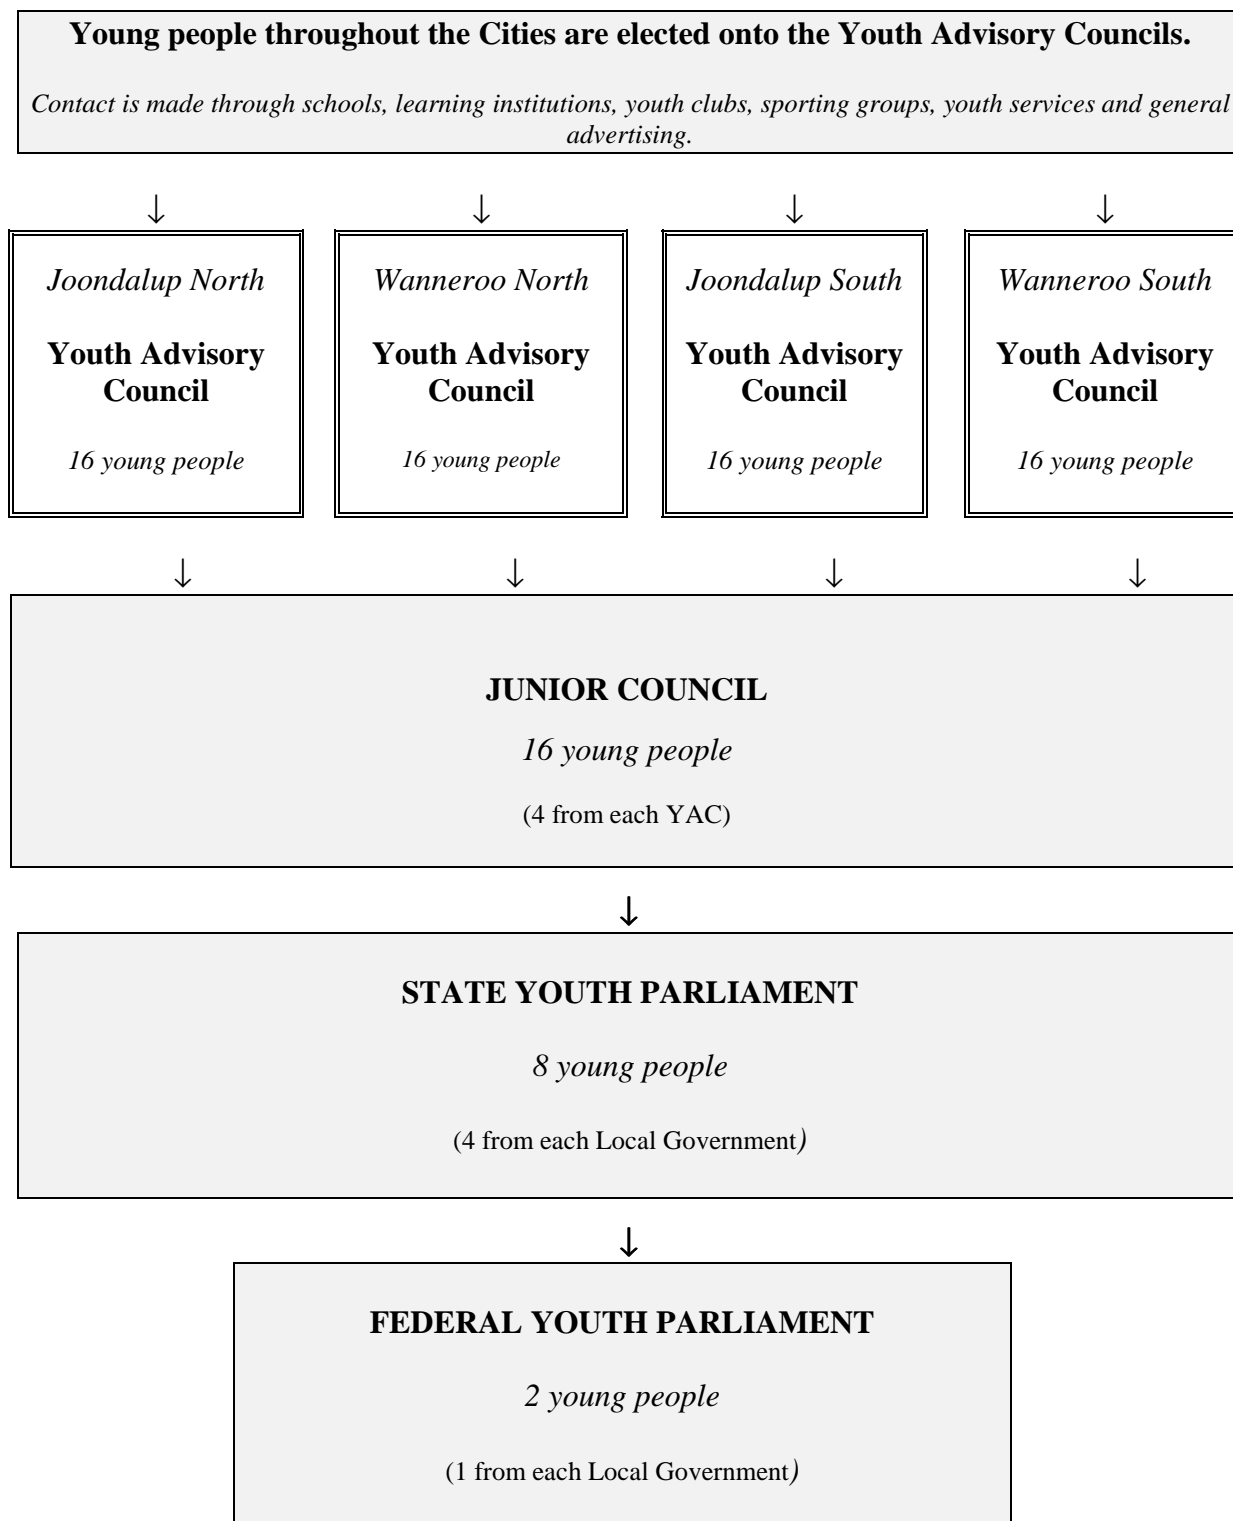 Young people throughout the Cities are elected onto the Youth Advisory Councils.
Contact is made through schools, learning institutions, youth clubs, sporting groups, youth services and general
advertising.
↓ ↓ ↓ ↓
Joondalup North
Youth Advisory
Council
16 young people
Wanneroo North
Youth Advisory
Council
16 young people
Joondalup South
Youth Advisory
Council
16 young people
Wanneroo South
Youth Advisory
Council
16 young people
↓ ↓ ↓ ↓
JUNIOR COUNCIL
16 young people
(4 from each YAC)
↓
STATE YOUTH PARLIAMENT
8 young people
(4 from each Local Government)
↓
FEDERAL YOUTH PARLIAMENT
2 young people
(1 from each Local Government)